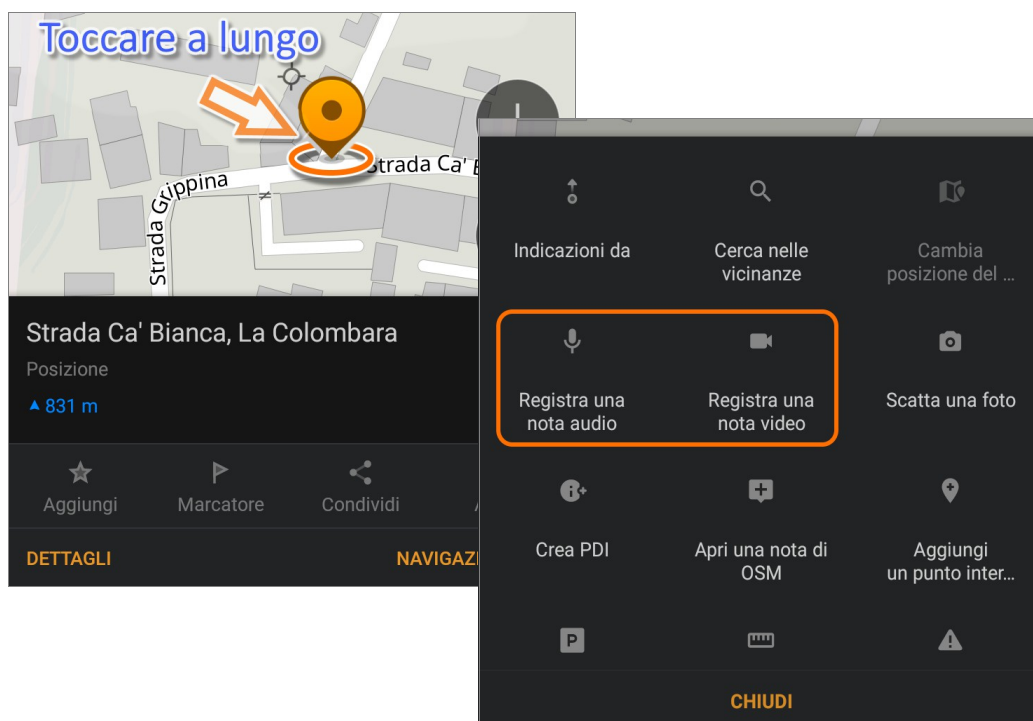 Toccare a lungo
Strada Ca'
Strada Grippina
Strada Ca' Bianca, La Colombara
Posizione
831 m
Aggiungi
Marcatore
Condividi
DETTAGLI
NAVIGAZI
Indicazioni da
Cerca nelle
vicinanze
Cambia
posizione del ...
Registra una
nota audio
Registra una
nota video
Scatta una foto
Crea PDI
Apri una nota di
OSM
Aggiungi
un punto inter...
P
CHIUDI